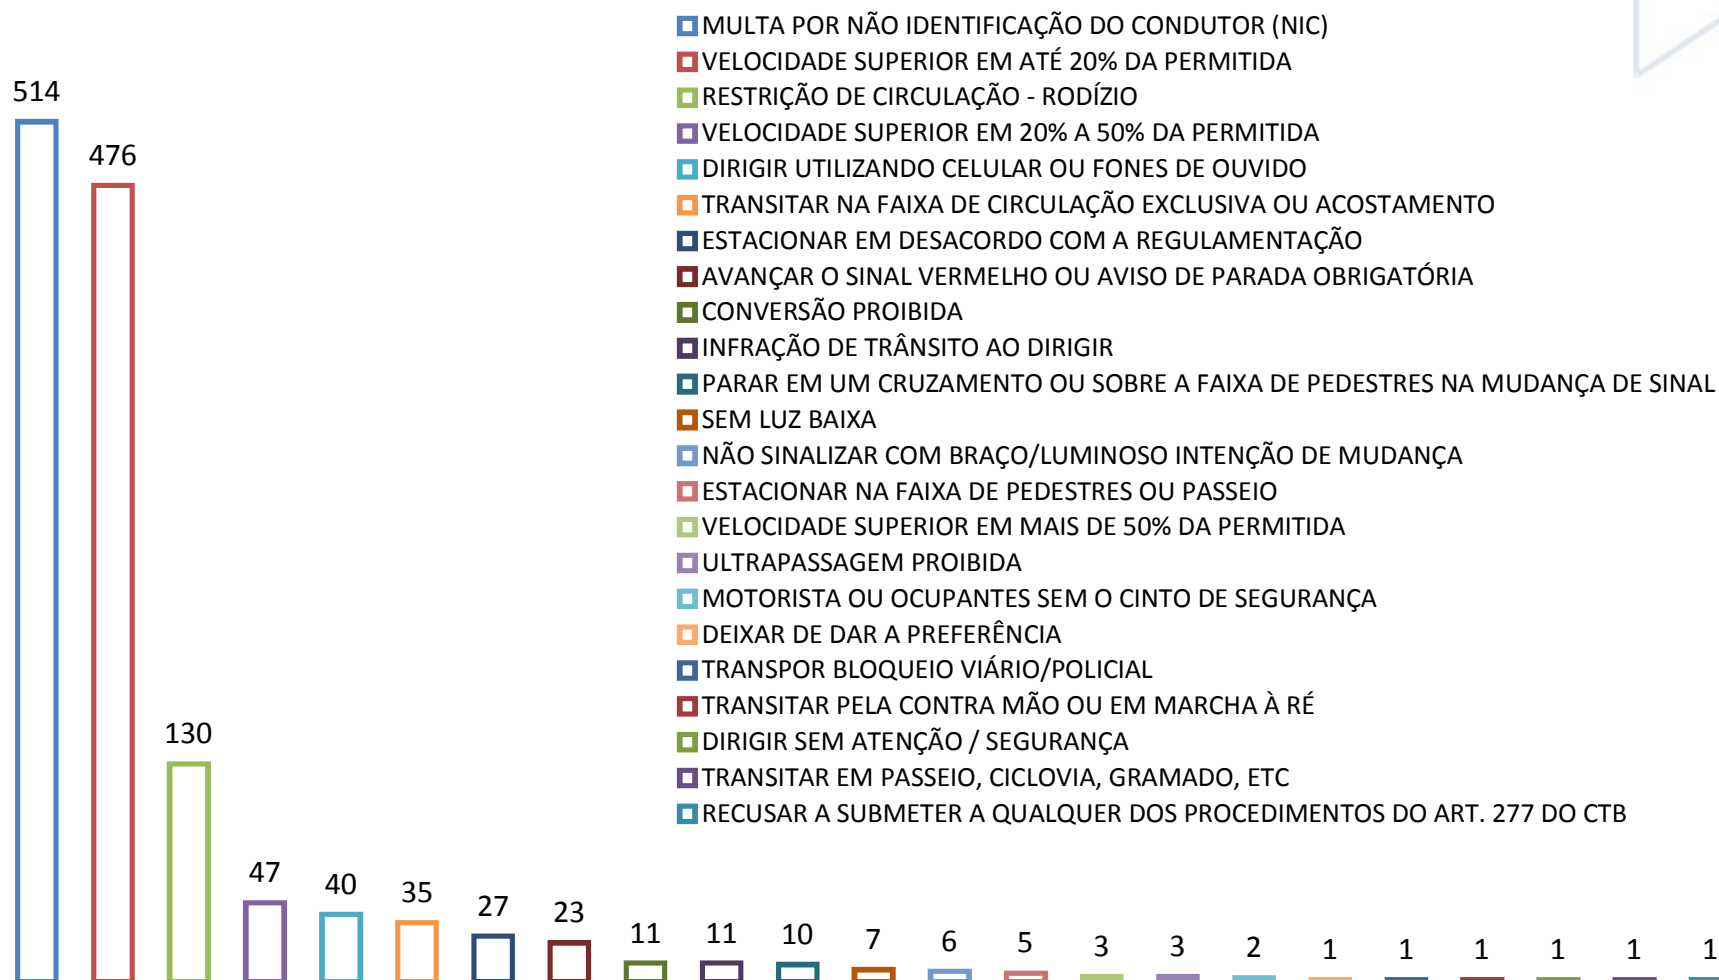 MULTA POR NÃO IDENTIFICAÇÃO DO CONDUTOR (NIC)
VELOCIDADE SUPERIOR EM ATÉ 20% DA PERMITIDA
RESTRIÇÃO DE CIRCULAÇÃO - RODÍZIO
VELOCIDADE SUPERIOR EM 20% A 50% DA PERMITIDA
DIRIGIR UTILIZANDO CELULAR OU FONES DE OUVIDO
TRANSITAR NA FAIXA DE CIRCULAÇÃO EXCLUSIVA OU ACOSTAMENTO
ESTACIONAR EM DESACORDO COM A REGULAMENTAÇÃO
AVANÇAR O SINAL VERMELHO OU AVISO DE PARADA OBRIGATÓRIA
CONVERSÃO PROIBIDA
INFRAÇÃO DE TRÂNSITO AO DIRIGIR
PARAR EM UM CRUZAMENTO OU SOBRE A FAIXA DE PEDESTRES NA MUDANÇA DE SINAL
SEM LUZ BAIXA
NÃO SINALIZAR COM BRAÇO/LUMINOSO INTENÇÃO DE MUDANÇA
ESTACIONAR NA FAIXA DE PEDESTRES OU PASSEIO
VELOCIDADE SUPERIOR EM MAIS DE 50% DA PERMITIDA
ULTRAPASSAGEM PROIBIDA
MOTORISTA OU OCUPANTES SEM O CINTO DE SEGURANÇA
DEIXAR DE DAR A PREFERÊNCIA
TRANSPOR BLOQUEIO VIÁRIO/POLICIAL
TRANSITAR PELA CONTRA MÃO OU EM MARCHA À RÉ
DIRIGIR SEM ATENÇÃO / SEGURANÇA
TRANSITAR EM PASSEIO, CICLOVIA, GRAMADO, ETC
RECUSAR A SUBMETER A QUALQUER DOS PROCEDIMENTOS DO ART. 277 DO CTB
514
476
130
47
40
35
27
23
11
11
10
7
6
5
3
3
2
1
1
1
1
1
1